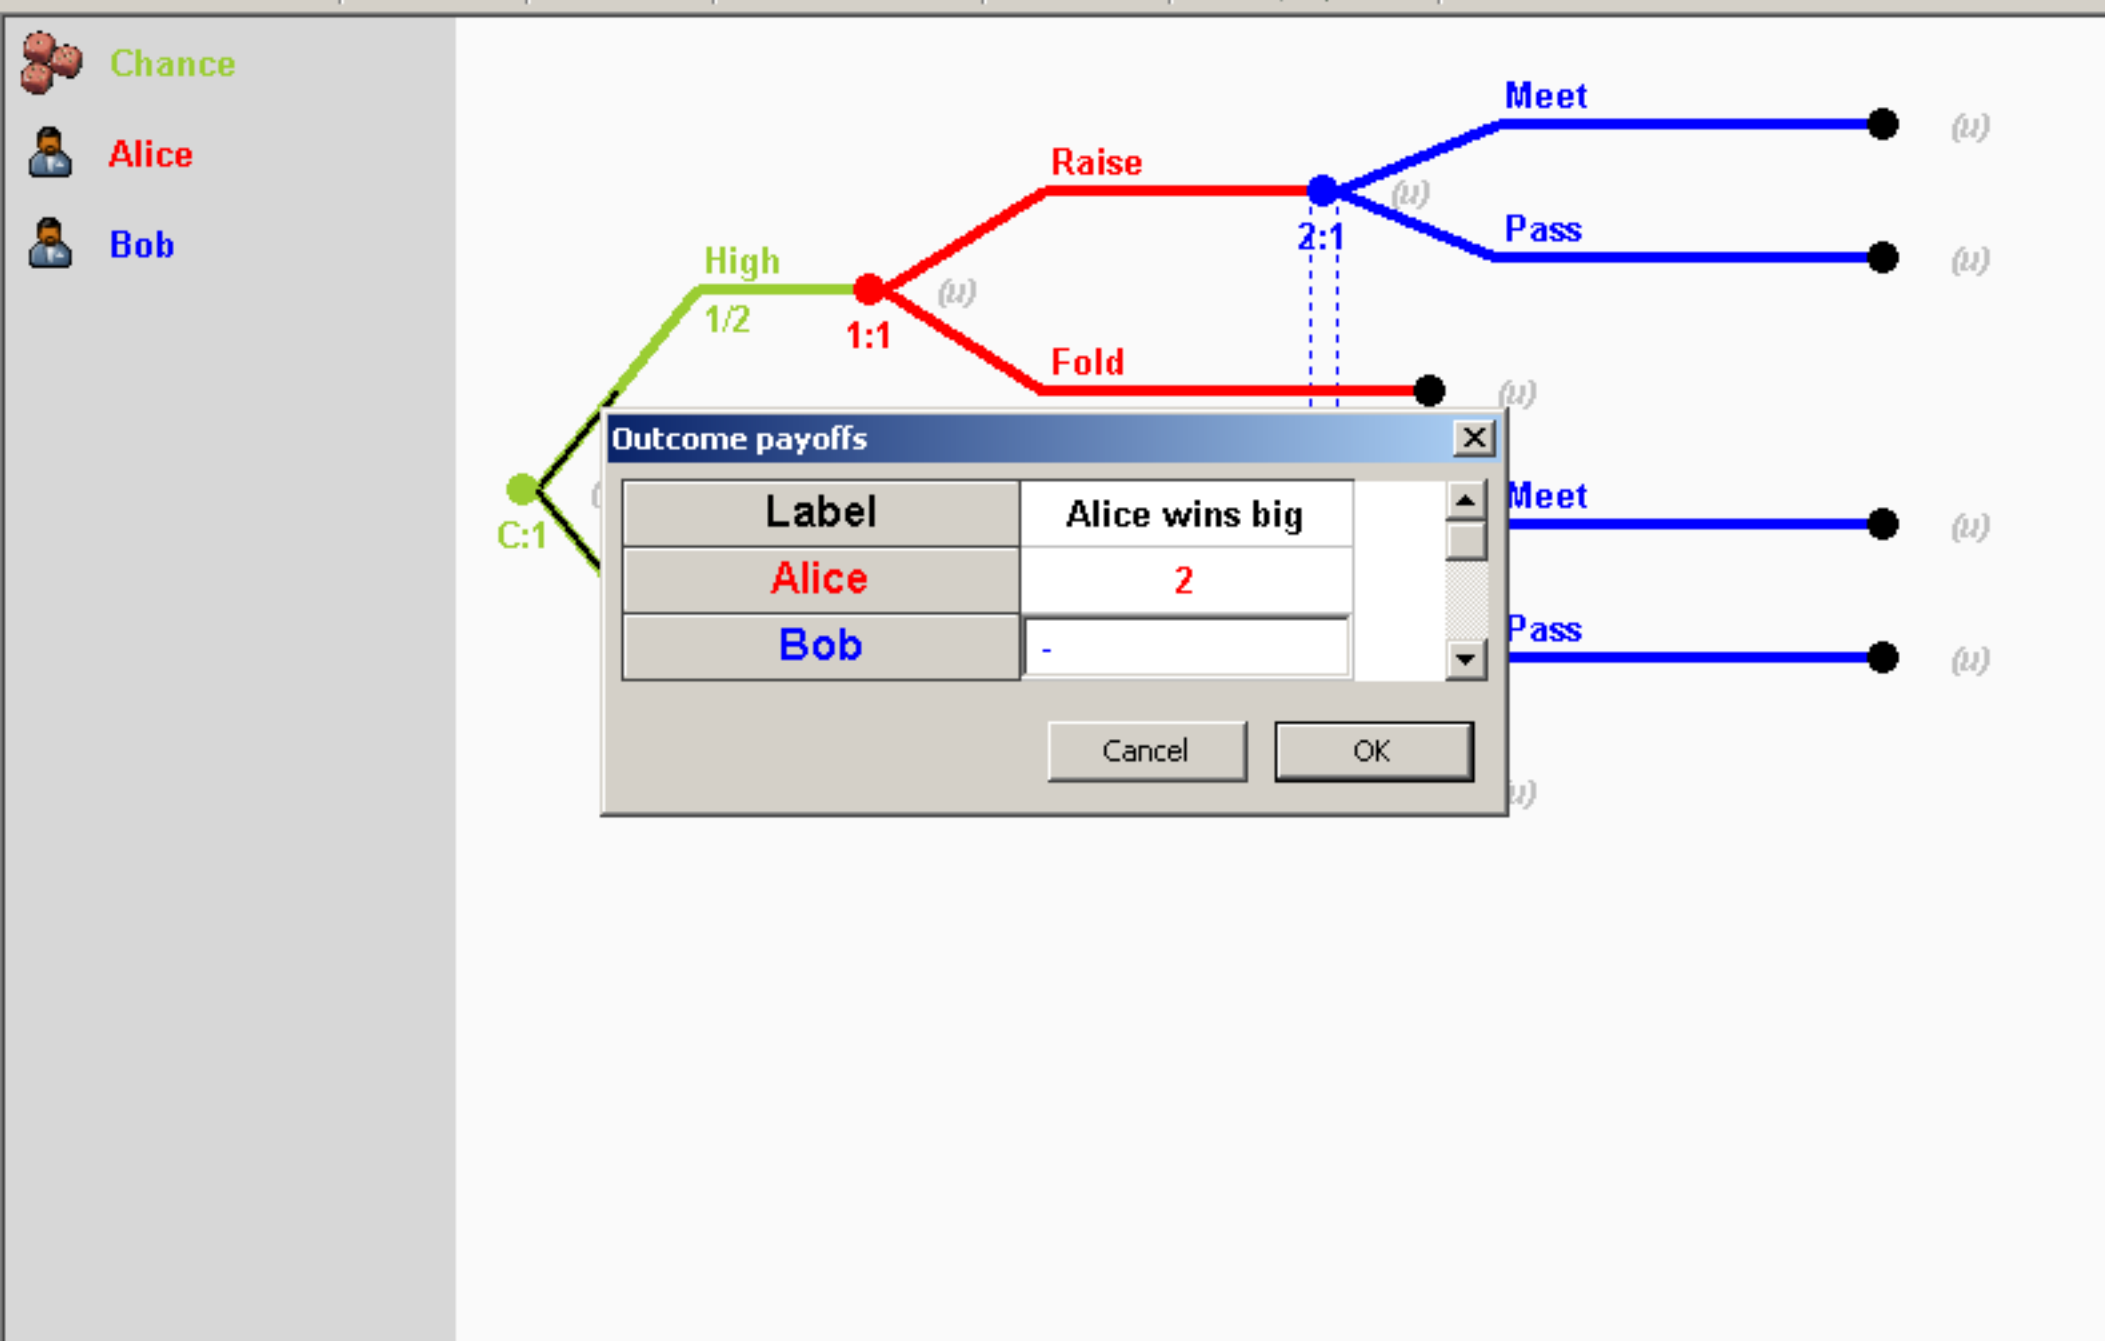 Chance
Alice
Bob
Meet
(u)
Raise
(u)
2:1
Pass
(u)
High
1/2
(u)
1:1
Fold
(u)
Outcome payoffs
C:1
Label
Alice wins big
Alice
2
Bob
-
Cancel
OK
Meet
(u)
Pass
(u)
u)